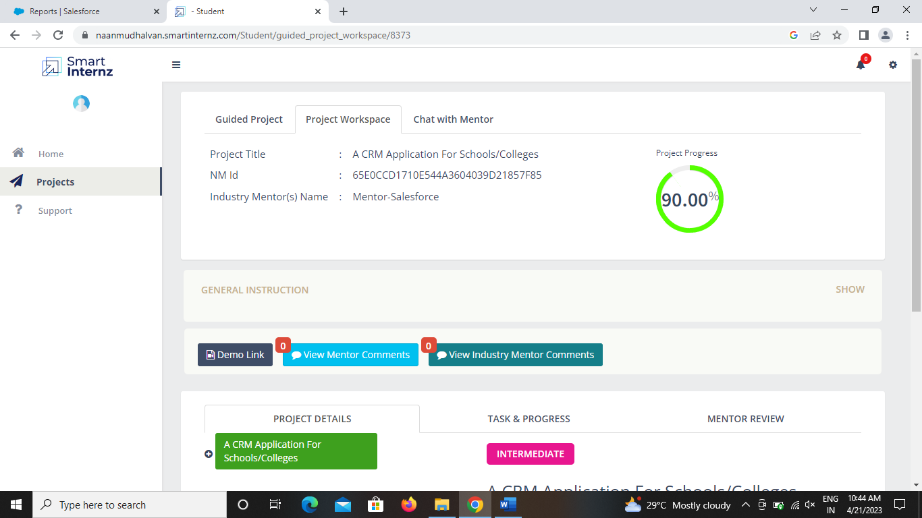 Reports | Salesforce
- Student
naanmudhalvan.smartinternz.com/Student/guided_project_workspace/8373
Smart
Internz
6
Home
Projects
Support
Guided Project
Project Workspace
Chat with Mentor
Project Title : A CRM Application For Schools/Colleges
NM Id : 65E0CCD1710E544A3604039D21857F85
Industry Mentor(s) Name : Mentor-Salesforce
Project Progress
90.00%
GENERAL INSTRUCTION
SHOW
Demo Link
0
View Mentor Comments
0
View Industry Mentor Comments
PROJECT DETAILS
TASK & PROGRESS
MENTOR REVIEW
A CRM Application For
Schools/Colleges
INTERMEDIATE
A CRM Application For Schools/Colleges
Type here to search
29°C Mostly cloudy
ENG
IN
10:44 AM
4/21/2023